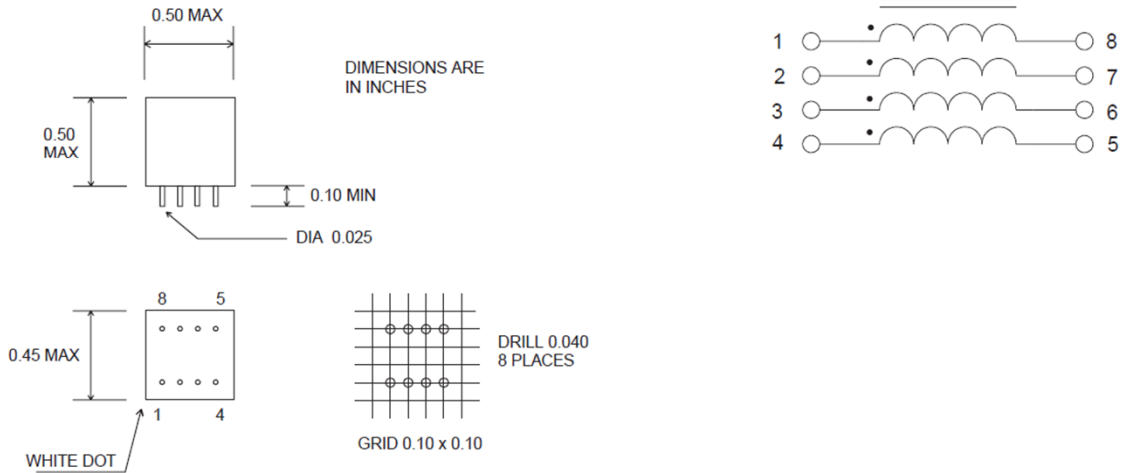 0.50 MAX
DIMENSIONS ARE
IN INCHES
0.50
MAX
0.10 MIN
DIA 0.025
1
8
2
7
3
6
4
5
8
5
0.45 MAX
1
4
WHITE DOT
DRILL 0.040
8 PLACES
GRID 0.10 x 0.10